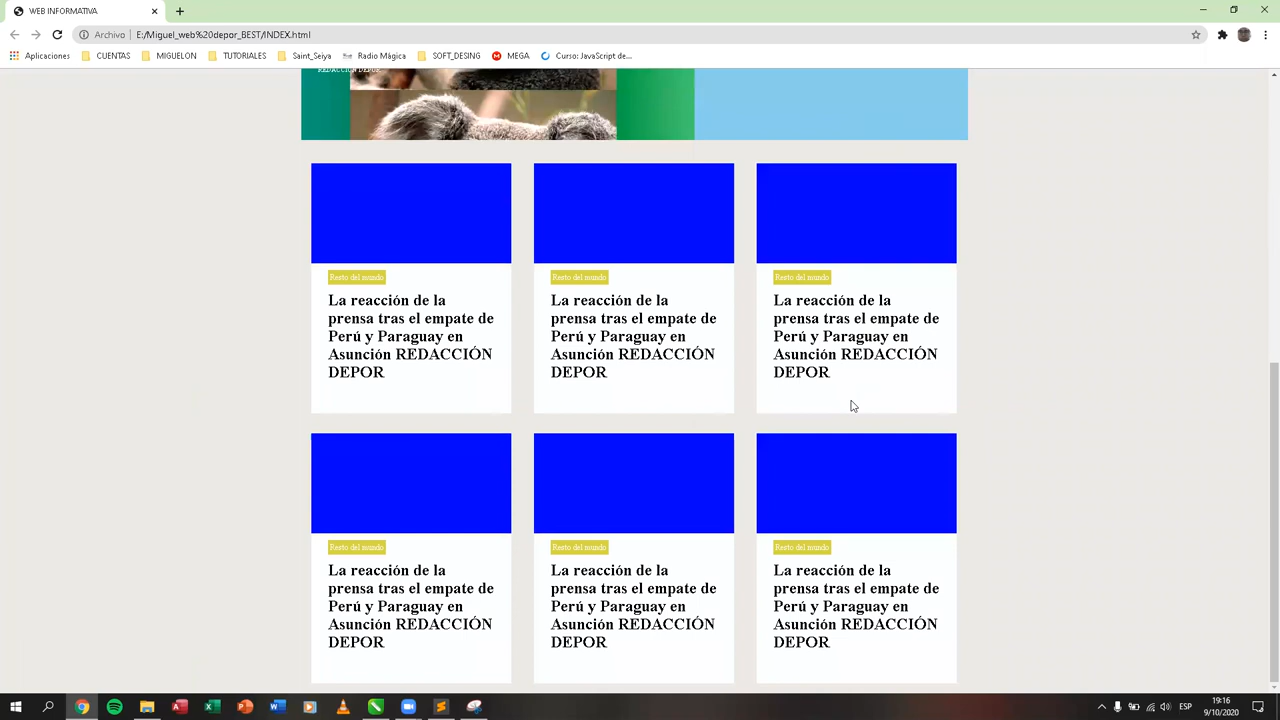 WEB INFORMATIVA
Archivo | E:/Miguel_web%20depor_BEST/INDEX.html
Aplicaciones CUENTAS MIGUELON TUTORIALES Saint_Seiya Radio Mágica SOFT_DESING MEGA Curso: JavaScript de...
REDACCIÓN DEPOR.
Resto del mundo
La reacción de la
prensa tras el empate de
Perú y Paraguay en
Asunción REDACCIÓN
DEPOR
Resto del mundo
La reacción de la
prensa tras el empate de
Perú y Paraguay en
Asunción REDACCIÓN
DEPOR
Resto del mundo
La reacción de la
prensa tras el empate de
Perú y Paraguay en
Asunción REDACCIÓN
DEPOR
Resto del mundo
La reacción de la
prensa tras el empate de
Perú y Paraguay en
Asunción REDACCIÓN
DEPOR
Resto del mundo
La reacción de la
prensa tras el empate de
Perú y Paraguay en
Asunción REDACCIÓN
DEPOR
Resto del mundo
La reacción de la
prensa tras el empate de
Perú y Paraguay en
Asunción REDACCIÓN
DEPOR
ESP
19:16
9/10/2020